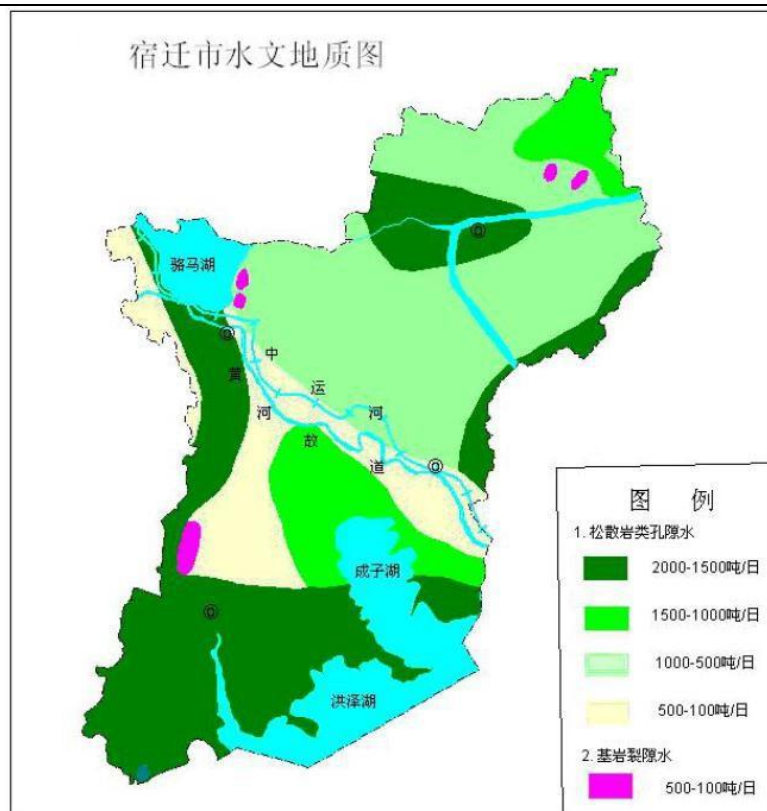 宿迁市水文地质图
骆马湖
中
运
河
黄
河
故
道
成子湖
洪泽湖
图 例
1. 松散岩类孔隙水
2000-1500吨/日
1500-1000吨/日
1000-500吨/日
500-100吨/日
2. 基岩裂隙水
500-100吨/日